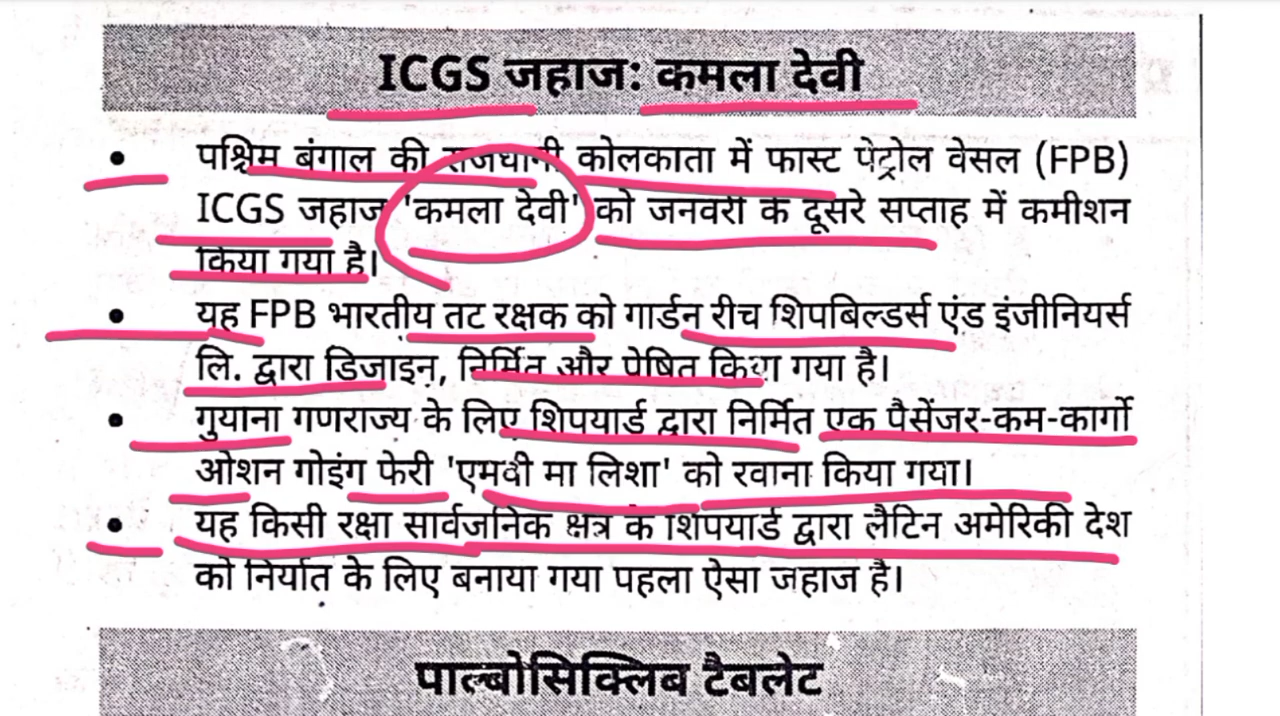 ICGS जहाज: कमला देवी
• पश्चिम बंगाल की राजधानी कोलकाता में फास्ट पेट्रोल वेसल (FPB)
ICGS जहाज 'कमला देवी' को जनवरी के दूसरे सप्ताह में कमीशन
किया गया है।
• यह FPB भारतीय तट रक्षक को गार्डन रीच शिपबिल्डर्स एंड इंजीनियर्स
लि. द्वारा डिजाइन, निर्मित और पेषित किया गया है।
• गुयाना गणराज्य के लिए शिपयार्ड द्वारा निर्मित एक पैसेंजर-कम-कार्गो
ओशन गोइंग फेरी 'एमवी मा लिशा' को रवाना किया गया।
• यह किसी रक्षा सार्वजनिक क्षेत्र के शिपयार्ड द्वारा लैटिन अमेरिकी देश
को निर्यात के लिए बनाया गया पहला ऐसा जहाज है।
पाल्बोसिक्लिब टैबलेट